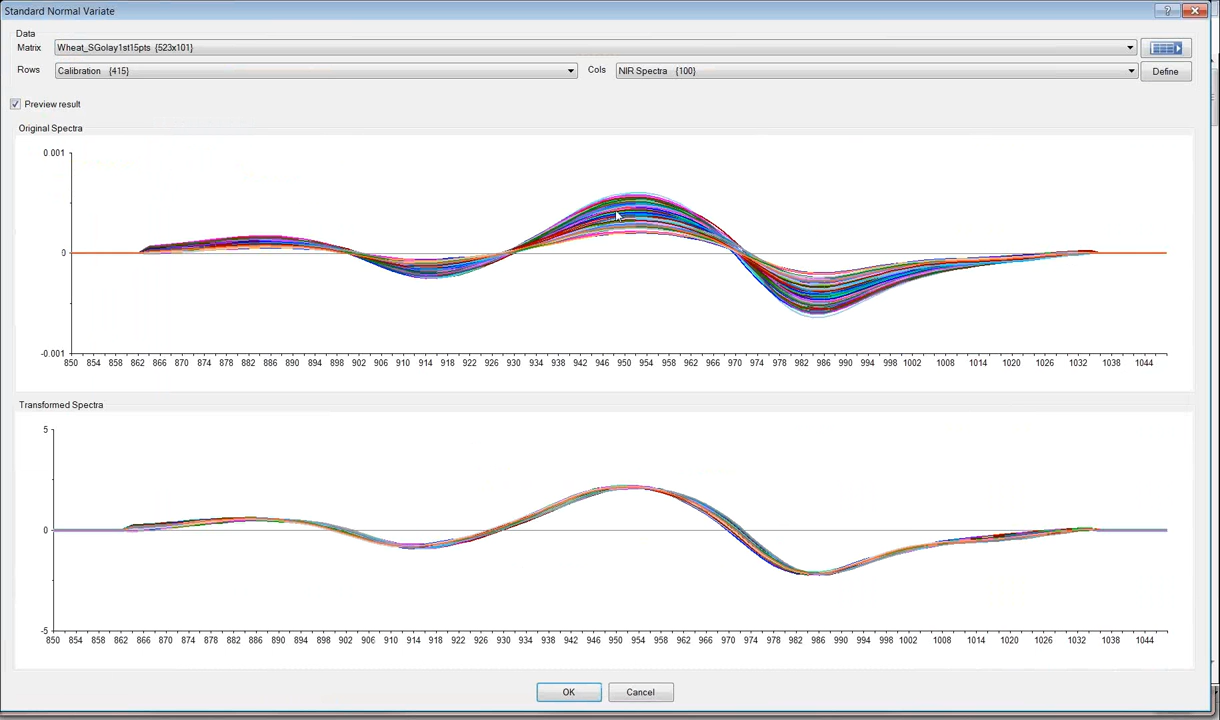 Standard Normal Variate
Data
Matrix Wheat_SGolay1st15pts {523x101}
Rows Calibration {415} Cols NIR Spectra {100} Define
Preview result
Original Spectra
0 001
0
-0.001
850 854 858 862 866 870 874 878 882 886 890 894 898 902 906 910 914 918 922 926 930 934 938 942 946 950 954 958 962 966 970 974 978 982 986 990 994 998 1002 1008 1014 1020 1026 1032 1038 1044
Transformed Spectra
5
0
-5
850 854 858 862 866 870 874 878 882 886 890 894 898 902 906 910 914 918 922 926 930 934 938 942 946 950 954 958 962 966 970 974 978 982 986 990 994 998 1002 1008 1014 1020 1026 1032 1038 1044
OK Cancel